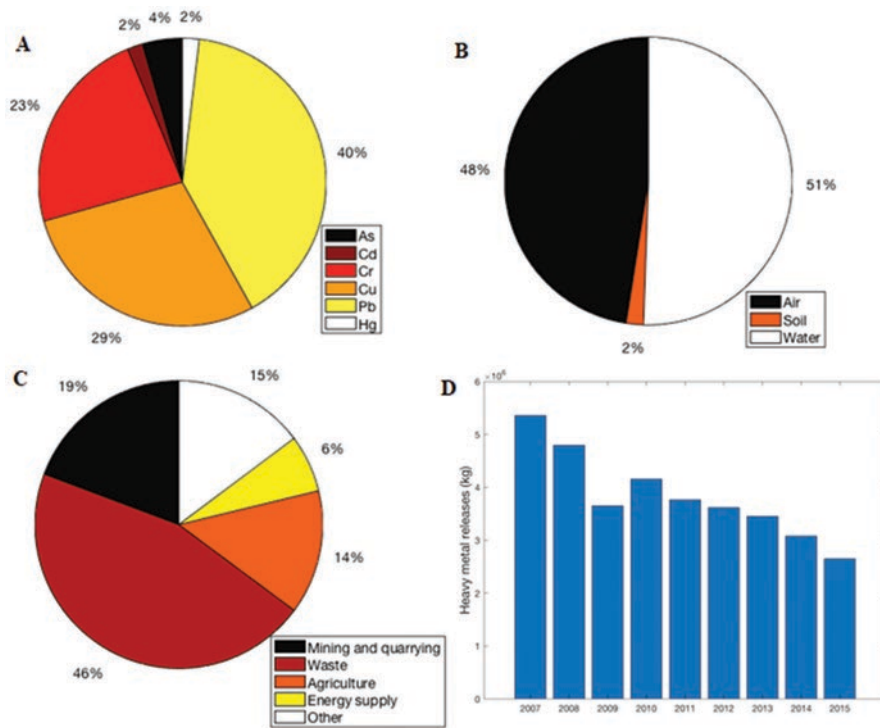 A
2%
4%
2%
23%
40%
29%
As
Cd
Cr
Cu
Pb
Hg
B
48%
51%
2%
Air
Soil
Water
C
19%
15%
6%
14%
46%
Mining and quarrying
Waste
Agriculture
Energy supply
Other
D
×10⁶
6
5
4
3
2
1
0
Heavy metal releases (kg)
2007 2008 2009 2010 2011 2012 2013 2014 2015